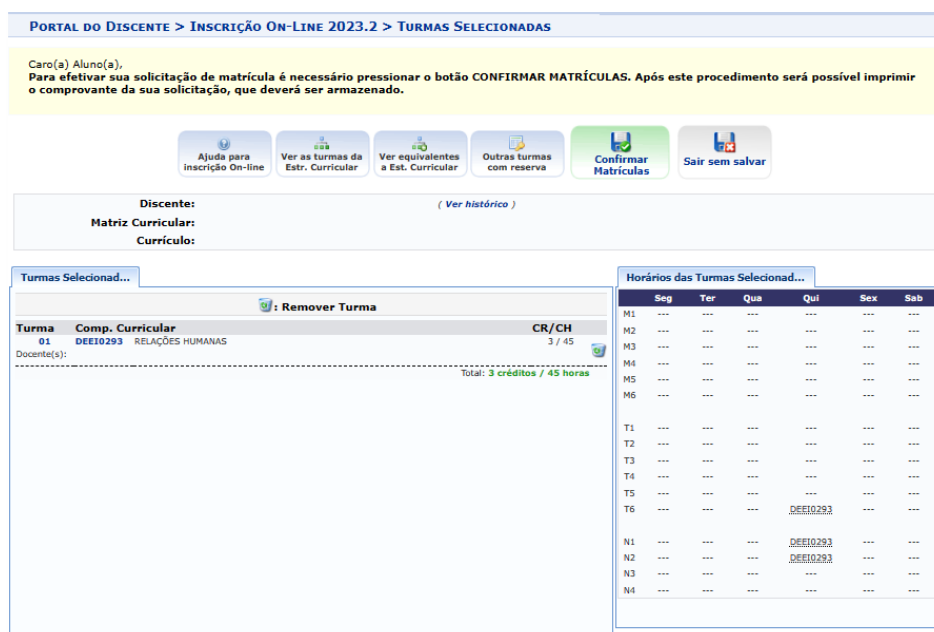 PORTAL DO DISCENTE > INSCRIÇÃO ON-LINE 2023.2 > TURMAS SELECIONADAS
Caro(a) Aluno(a),
Para efetivar sua solicitação de matrícula é necessário pressionar o botão CONFIRMAR MATRÍCULAS. Após este procedimento será possível imprimir
o comprovante da sua solicitação, que deverá ser armazenado.
Ajuda para
inscrição On-line
Ver as turmas da
Estr. Curricular
Ver equivalentes
a Est. Curricular
Outras turmas
com reserva
Confirmar
Matrículas
Sair sem salvar
Discente: ( Ver histórico )
Matriz Curricular:
Currículo:
Turmas Selecionad...
: Remover Turma
Turma Comp. Curricular CR/CH
01 DEEI0293 RELAÇÕES HUMANAS 3 / 45
Docente(s):
Total: 3 créditos / 45 horas
Horários das Turmas Selecionad...
Seg Ter Qua Qui Sex Sab
M1 --- --- --- --- --- ---
M2 --- --- --- --- --- ---
M3 --- --- --- --- --- ---
M4 --- --- --- --- --- ---
M5 --- --- --- --- --- ---
M6 --- --- --- --- --- ---
T1 --- --- --- --- --- ---
T2 --- --- --- --- --- ---
T3 --- --- --- --- --- ---
T4 --- --- --- --- --- ---
T5 --- --- --- --- --- ---
T6 --- --- --- DEEI0293 --- ---
N1 --- --- --- DEEI0293 --- ---
N2 --- --- --- DEEI0293 --- ---
N3 --- --- --- --- --- ---
N4 --- --- --- --- --- ---